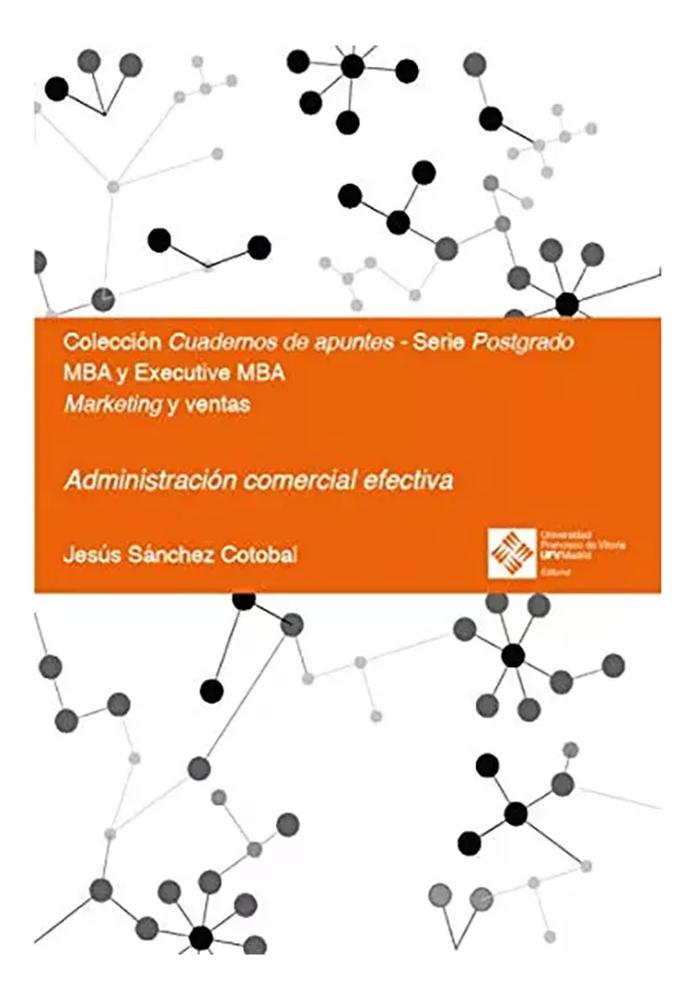 Colección Cuadernos de apuntes - Serie Postgrado
MBA y Executive MBA
Marketing y ventas
Administración comercial efectiva
Jesús Sánchez Cotobal
Universidad
Francisco de Vitoria
UFV Madrid
Editorial